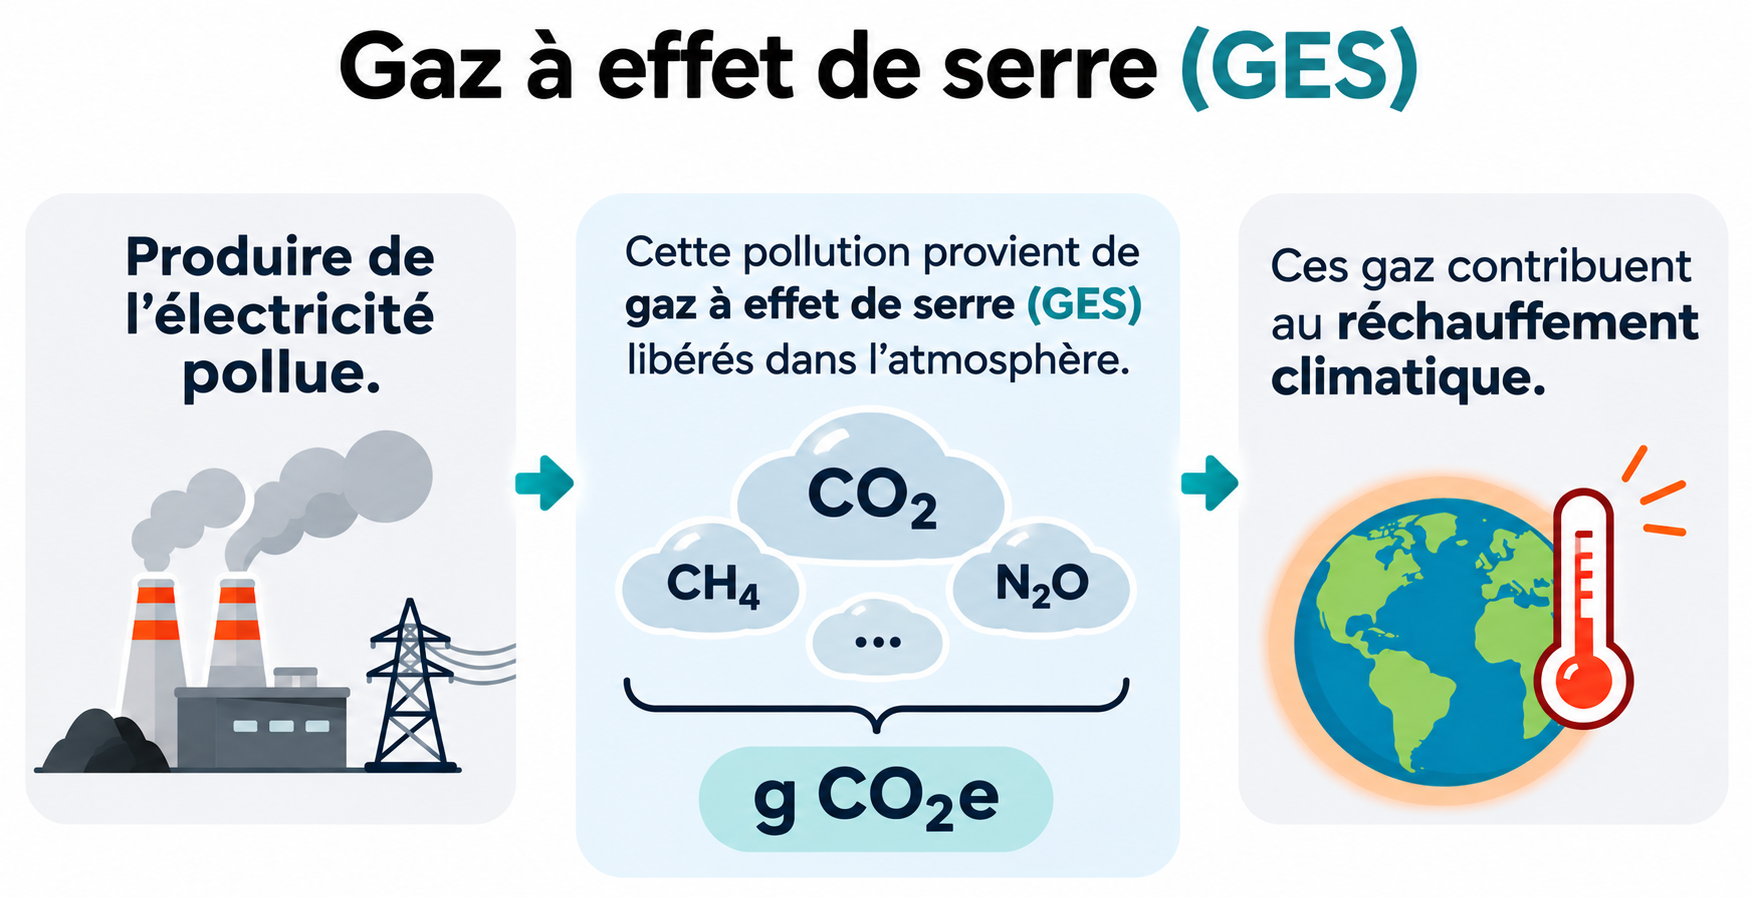 Gaz à effet de serre (GES)
Produire de
l’électricité
pollue.
Cette pollution provient de
gaz à effet de serre (GES)
libérés dans l’atmosphère.
CO₂
CH₄
N₂O
...
g CO₂e
Ces gaz contribuent
au réchauffement
climatique.